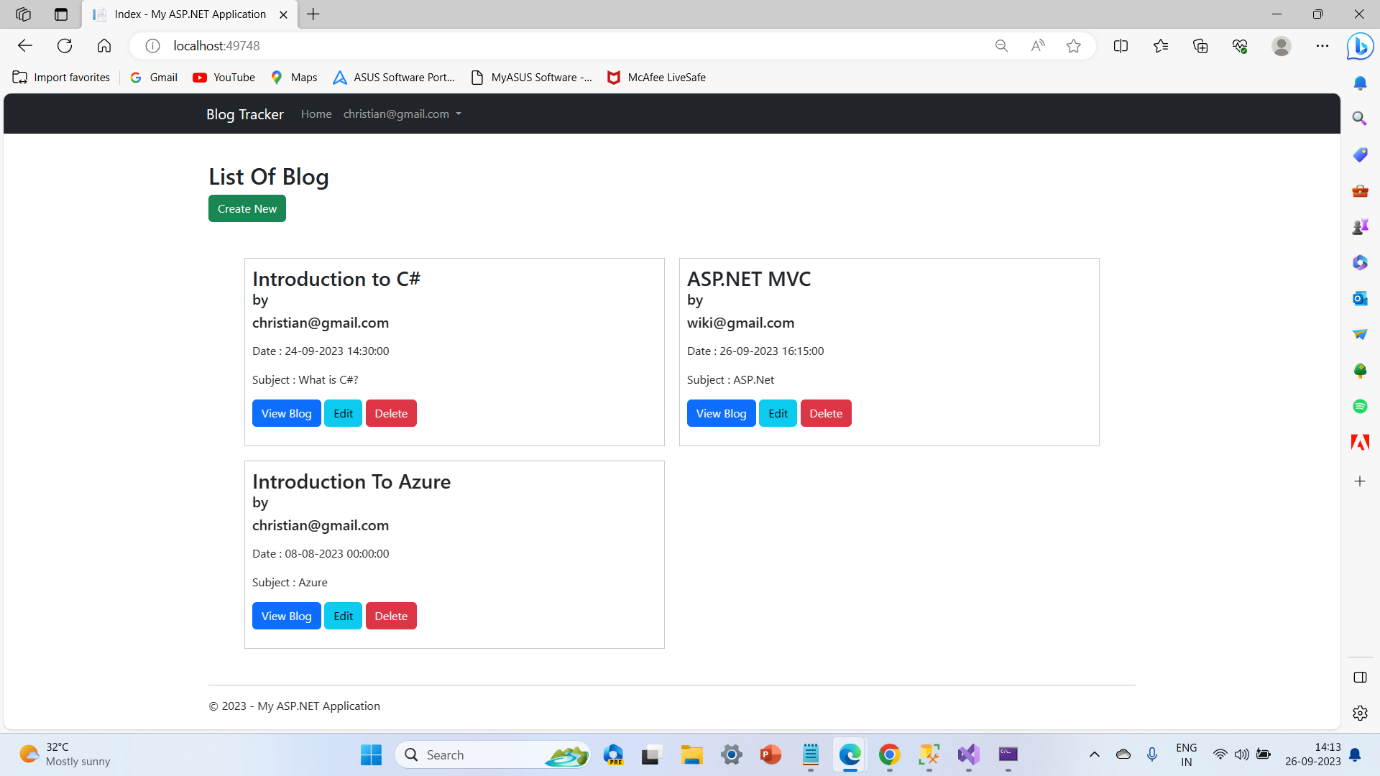 Index - My ASP.NET Application
localhost:49748
Import favorites
Gmail
YouTube
Maps
ASUS Software Port...
MyASUS Software -...
McAfee LiveSafe
Blog Tracker
Home
christian@gmail.com
List Of Blog
Create New
Introduction to C#
by
christian@gmail.com
Date : 24-09-2023 14:30:00
Subject : What is C#?
View Blog Edit Delete
ASP.NET MVC
by
wiki@gmail.com
Date : 26-09-2023 16:15:00
Subject : ASP.Net
View Blog Edit Delete
Introduction To Azure
by
christian@gmail.com
Date : 08-08-2023 00:00:00
Subject : Azure
View Blog Edit Delete
© 2023 - My ASP.NET Application
32°C
Mostly sunny
Search
PRE
ENG
IN
14:13
26-09-2023